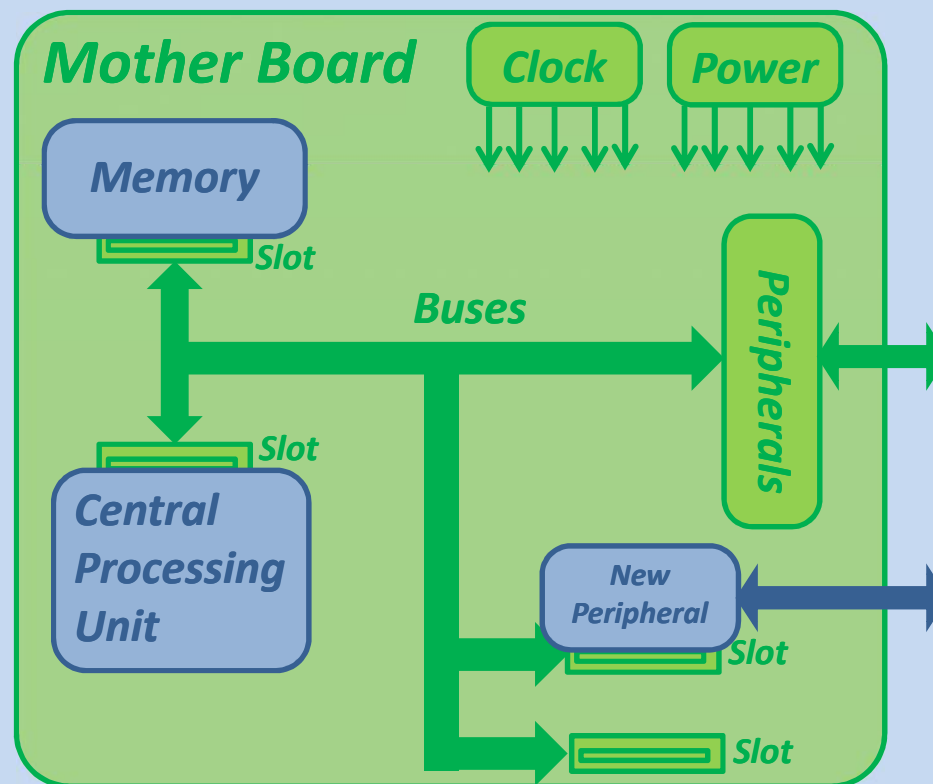 Mother Board
Clock
Power
Memory
Slot
Buses
Peripherals
Slot
Central
Processing
Unit
New
Peripheral
Slot
Slot